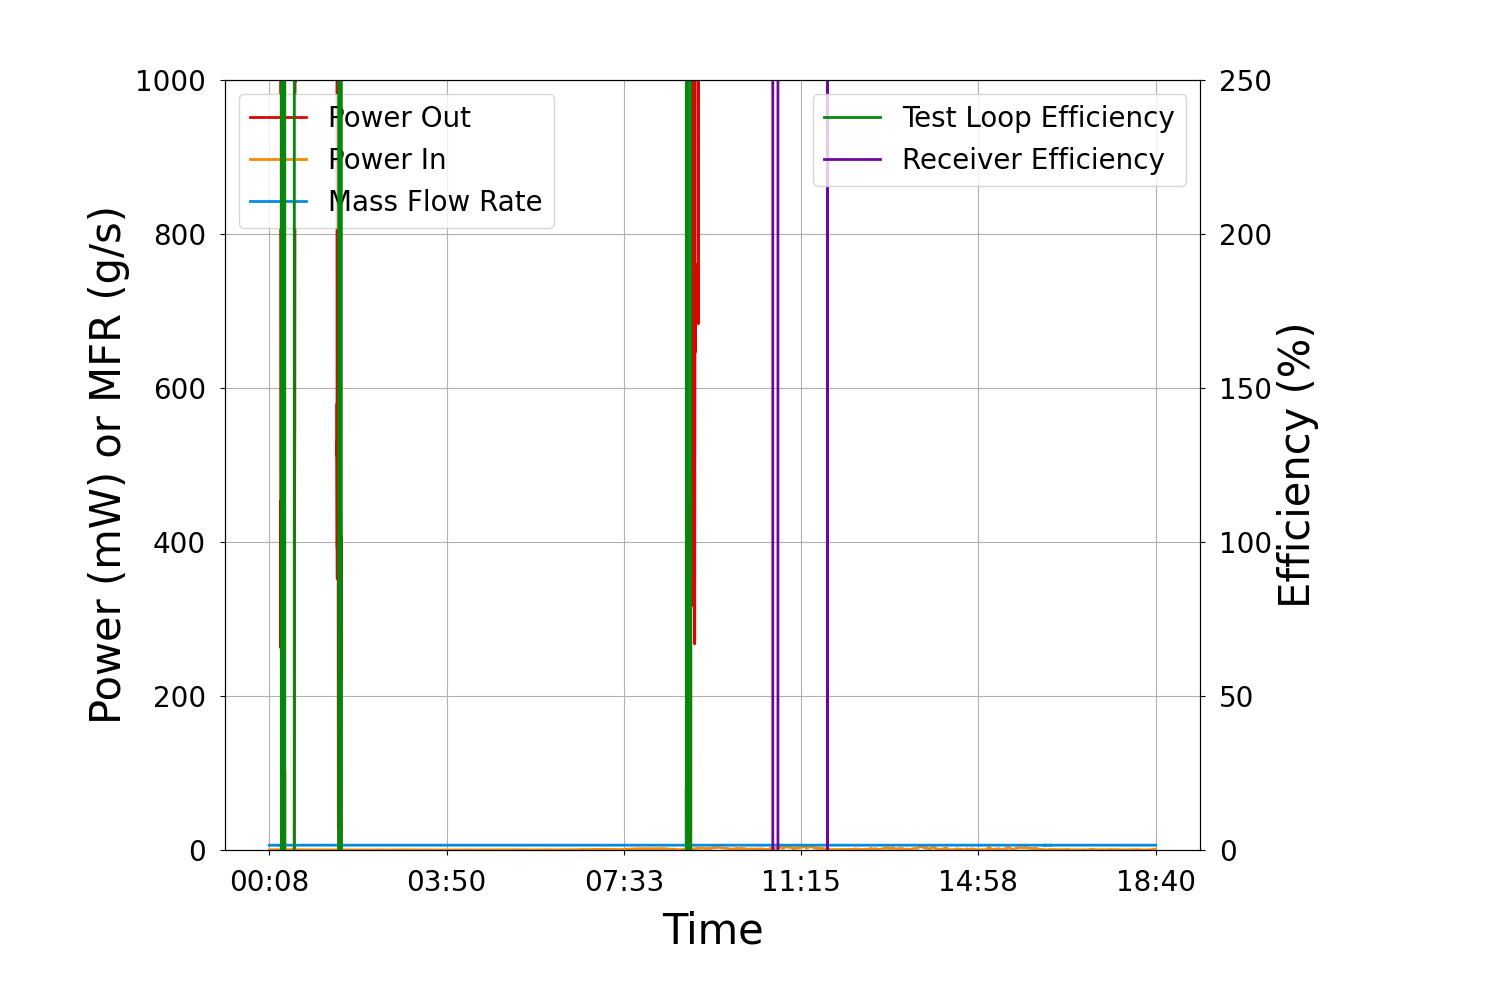 1000
800
600
400
200
0
Power (mW) or MFR (g/s)
Power Out
Power In
Mass Flow Rate
Test Loop Efficiency
Receiver Efficiency
250
200
150
100
50
0
Efficiency (%)
00:08 03:50 07:33 11:15 14:58 18:40
Time